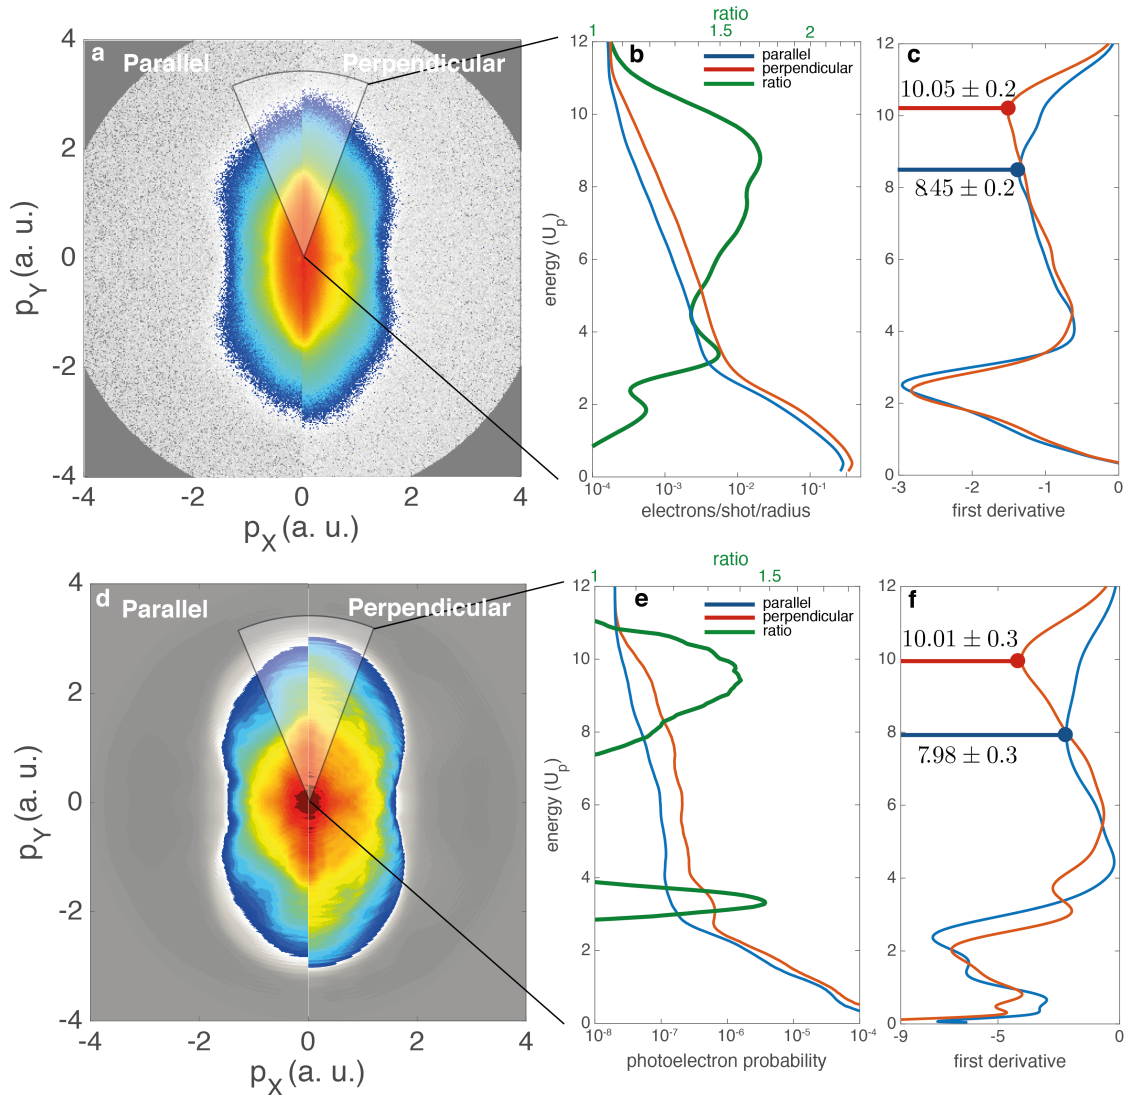 a
Parallel
Perpendicular
4
2
0
-2
-4
p_Y (a. u.)
-4
-2
0
2
4
p_X (a. u.)
ratio
1
1.5
2
b
parallel
perpendicular
ratio
12
10
8
6
4
2
0
energy (U_p)
10^-4
10^-3
10^-2
10^-1
electrons/shot/radius
c
12
10
8
6
4
2
0
10.05 ± 0.2
8.45 ± 0.2
-3
-2
-1
0
first derivative
d
Parallel
Perpendicular
4
2
0
-2
-4
p_Y (a. u.)
-4
-2
0
2
4
p_X (a. u.)
ratio
1
1.5
e
parallel
perpendicular
ratio
12
10
8
6
4
2
0
energy (U_p)
10^-8
10^-7
10^-6
10^-5
10^-4
photoelectron probability
f
12
10
8
6
4
2
0
10.01 ± 0.3
7.98 ± 0.3
-9
-5
0
first derivative